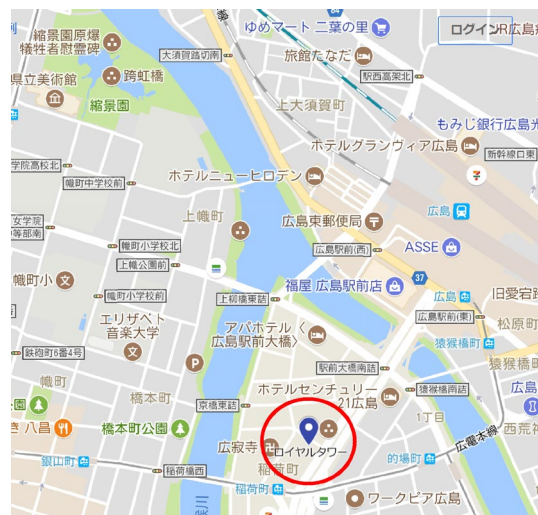 縮景園原爆
犠牲者慰霊碑
ゆめマート 二葉の里
ログイン
R広島
大須賀踏切南
旅館たなだ
県立美術館
跨虹橋
駅西高架北
縮景園
上大須賀町
もみじ銀行広島光
ホテルグランヴィア広島
新幹線口東
学院高校北
幟町中学校前
ホテルニューヒロデン
広島
女学院
中等部南
上幟町
広島東郵便局
幟町小学校北
広島駅前(西)
ASSE
上幟公園前
37
幟町小
福屋 広島駅前店
幟町小学校前
上柳橋東詰
広島
旧愛宕踏
広島駅前(東)
松原町
エリザベト
音楽大学
アパホテル〈
広島駅前大橋〉
猿猴橋町
鉄砲町6番4号
P
駅前大橋南詰
猿猴橋
幟町
橋本町
ホテルセンチュリー
21広島
猿猴橋南詰
広島
京橋東詰
園
橋本町公園
1丁目
き 八昌
広寂寺
ロイヤルタワー
西荒神
広電本線
稲荷町
銀山町
稲荷橋西
的場町
稲荷町
ワークピア広島